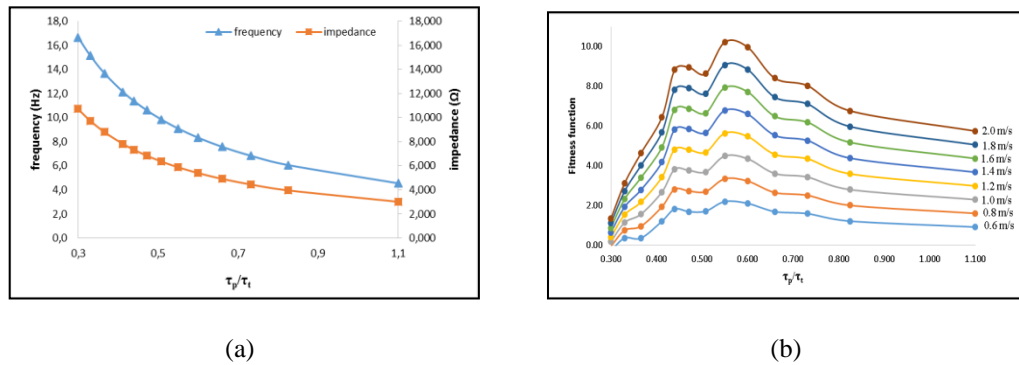 frequency impedance
18,0
16,0
14,0
12,0
10,0
8,0
6,0
4,0
2,0
0,0
frequency (Hz)
18,000
16,000
14,000
12,000
10,000
8,000
6,000
4,000
2,000
0,000
impedance (Ω)
0,3 0,5 0,7 0,9 1,1
τp/τt
(a)
10.00
8.00
6.00
4.00
2.00
0.00
Fitness function
2.0 m/s
1.8 m/s
1.6 m/s
1.4 m/s
1.2 m/s
1.0 m/s
0.8 m/s
0.6 m/s
0.300 0.400 0.500 0.600 0.700 0.800 0.900 1.000 1.100
τp/τt
(b)